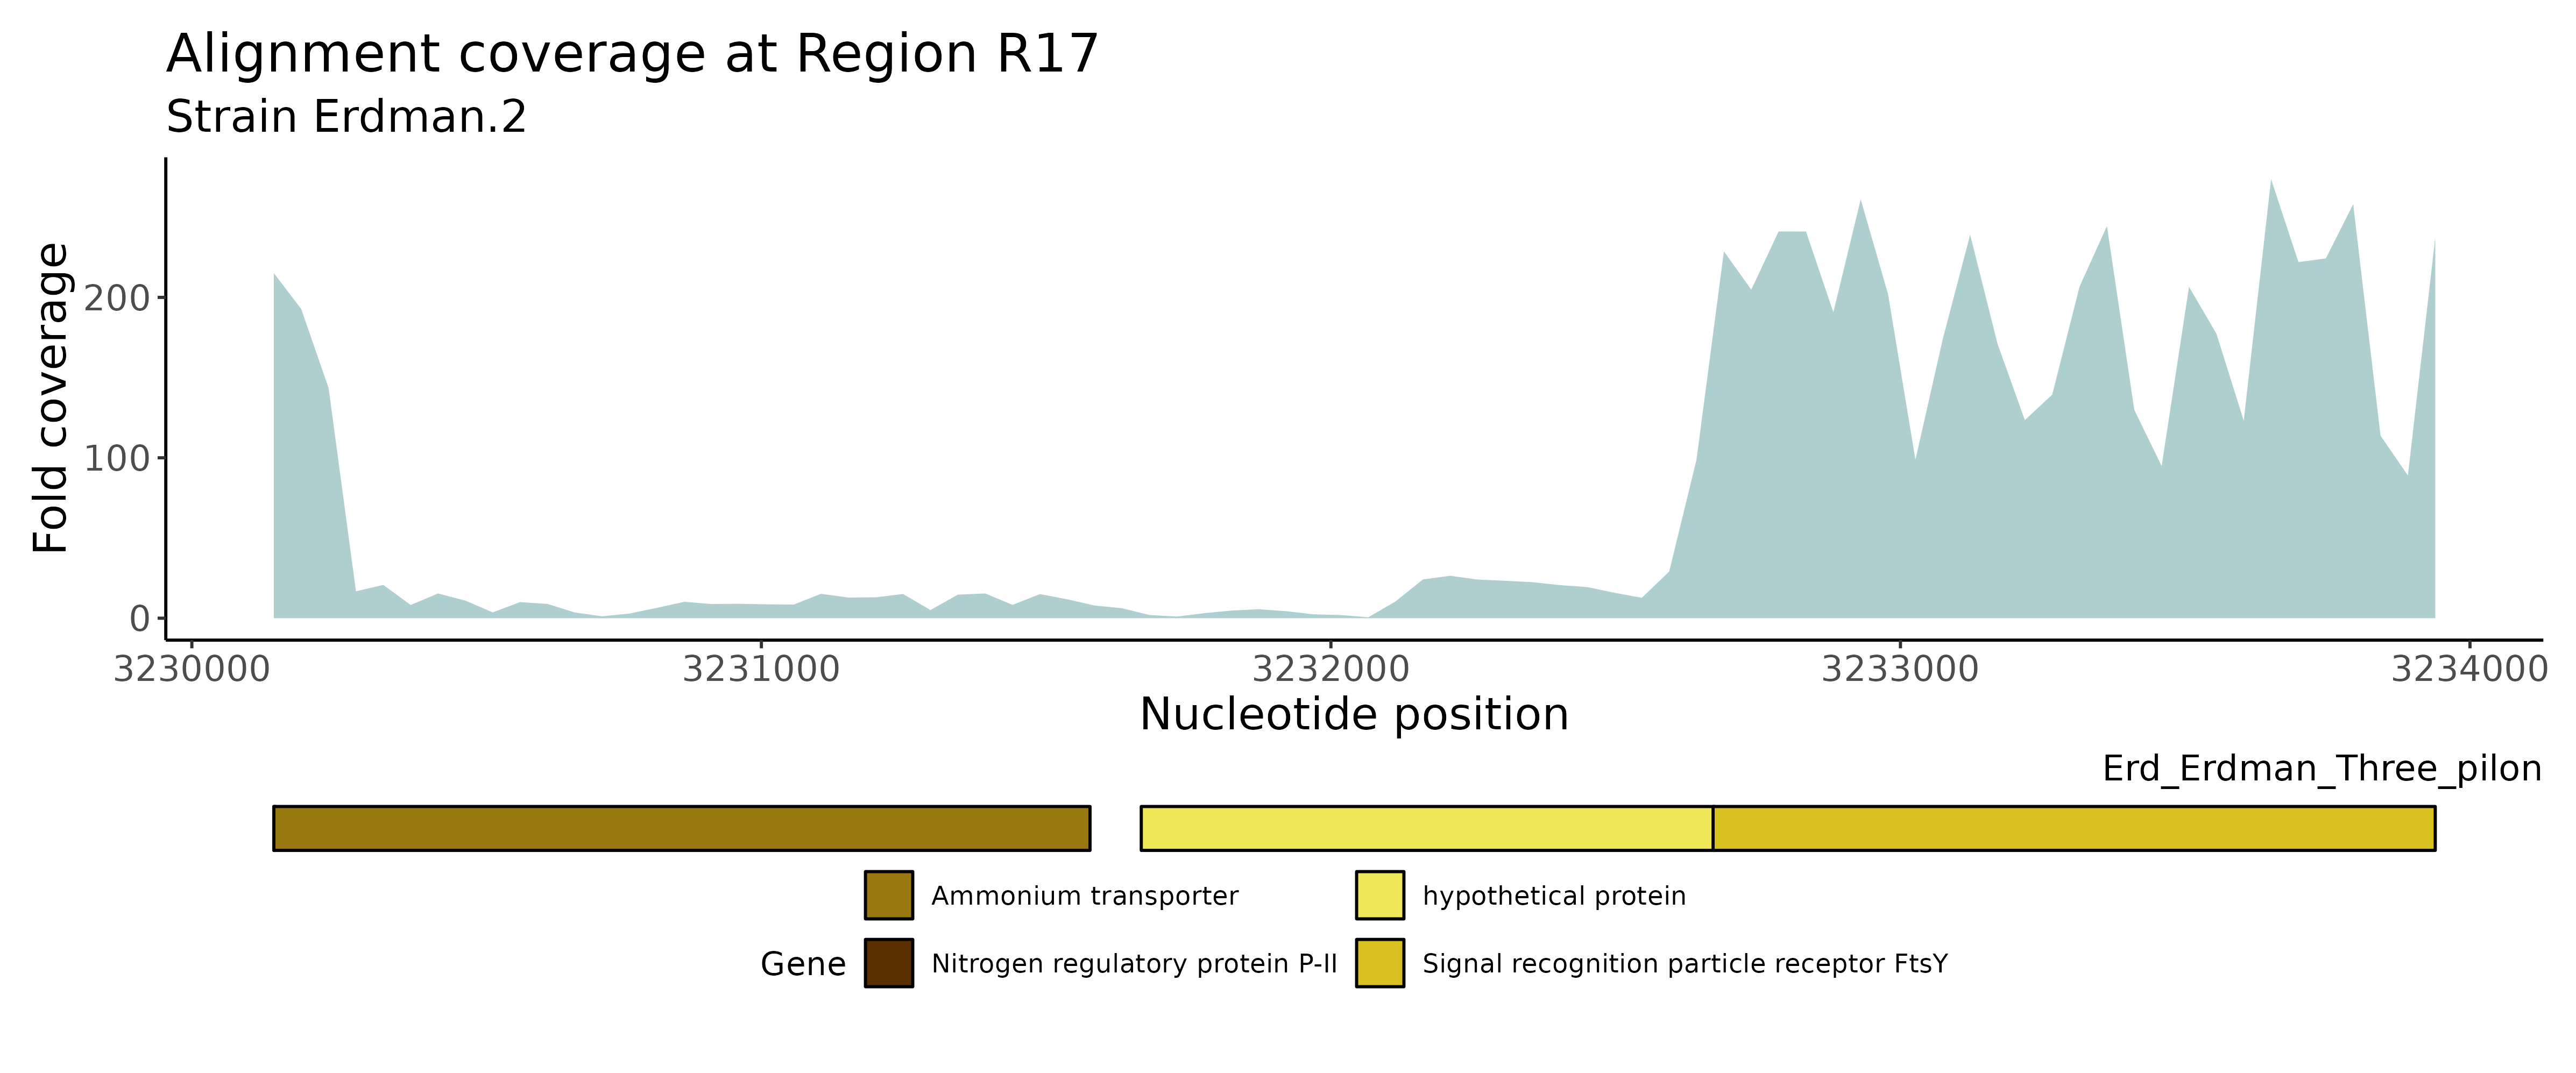 Alignment coverage at Region R17
Strain Erdman.2
Fold coverage
200
100
0
3230000 3231000 3232000 3233000 3234000
Nucleotide position
Erd_Erdman_Three_pilon
Gene
Ammonium transporter
Nitrogen regulatory protein P-II
hypothetical protein
Signal recognition particle receptor FtsY